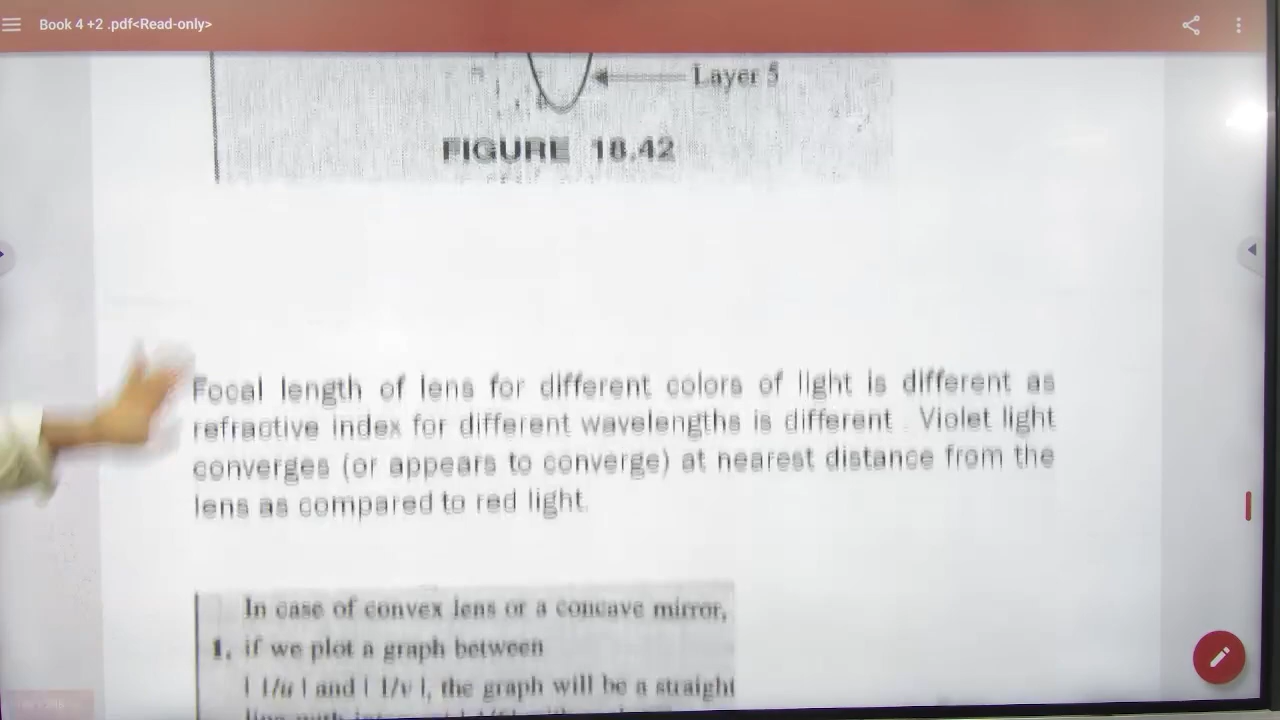 Book 4 +2 .pdf<Read-only>
Layer 5
FIGURE 18.42
Focal length of lens for different colors of light is different as
refractive index for different wavelengths is different . Violet light
converges (or appears to converge) at nearest distance from the
lens as compared to red light.
In case of convex lens or a concave mirror,
1. if we plot a graph between
| 1/u | and | 1/v |, the graph will be a straight
line with intercept